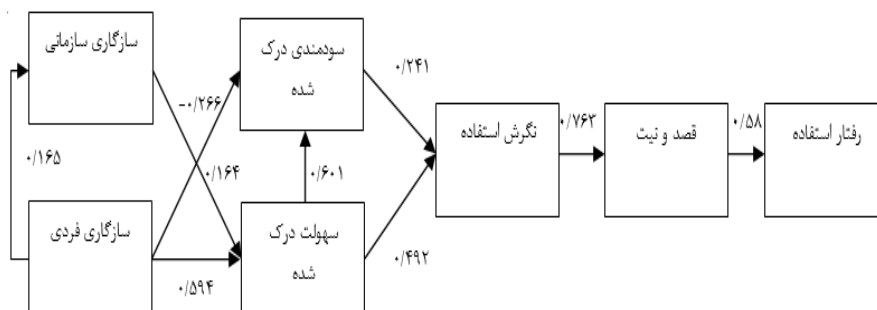 سازگاری سازمانی
سودمندی درک
شده
۰/۲۴۱
-۰/۲۶۶
نگرش استفاده
۰/۷۶۳
قصد و نیت
۰/۵۸
رفتار استفاده
۰/۱۶۵
۰/۱۶۴
۰/۶۰۱
سازگاری فردی
سهولت درک
شده
۰/۵۹۴
۰/۴۹۲